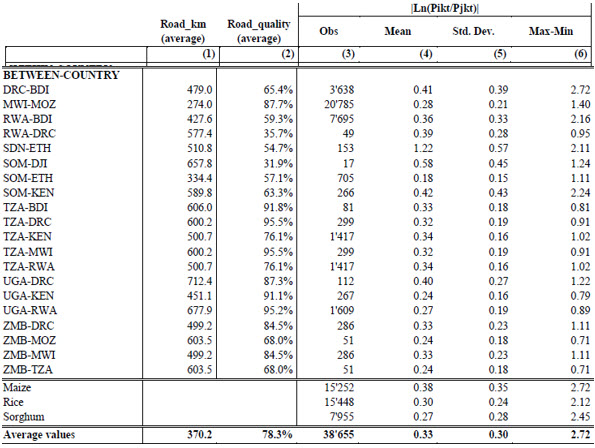 |Ln(Pikt/Pjkt)|
Road_km (average) Road_quality (average) Obs Mean Std. Dev. Max-Min
(1) (2) (3) (4) (5) (6)
BETWEEN-COUNTRY
DRC-BDI 479.0 65.4% 3'638 0.41 0.39 2.72
MWI-MOZ 274.0 87.7% 20'785 0.28 0.21 1.40
RWA-BDI 427.6 59.3% 7'695 0.36 0.33 2.16
RWA-DRC 577.4 35.7% 49 0.39 0.28 0.95
SDN-ETH 510.8 54.7% 153 1.22 0.57 2.11
SOM-DJI 657.8 31.9% 17 0.58 0.45 1.24
SOM-ETH 334.4 57.1% 705 0.18 0.15 1.11
SOM-KEN 589.8 63.3% 266 0.42 0.43 2.24
TZA-BDI 606.0 91.8% 81 0.33 0.18 0.81
TZA-DRC 600.2 95.5% 299 0.32 0.19 0.91
TZA-KEN 500.7 76.1% 1'417 0.34 0.16 1.02
TZA-MWI 600.2 95.5% 299 0.32 0.19 0.91
TZA-RWA 500.7 76.1% 1'417 0.34 0.16 1.02
UGA-DRC 712.4 87.3% 112 0.40 0.27 1.22
UGA-KEN 451.1 91.1% 267 0.24 0.16 0.79
UGA-RWA 677.9 95.2% 1'609 0.27 0.19 0.89
ZMB-DRC 499.2 84.5% 286 0.33 0.23 1.11
ZMB-MOZ 603.5 68.0% 51 0.24 0.18 0.71
ZMB-MWI 499.2 84.5% 286 0.33 0.23 1.11
ZMB-TZA 603.5 68.0% 51 0.24 0.18 0.71
Maize 15'252 0.38 0.35 2.72
Rice 15'448 0.30 0.24 2.12
Sorghum 7'955 0.27 0.28 2.45
Average values 370.2 78.3% 38'655 0.33 0.30 2.72